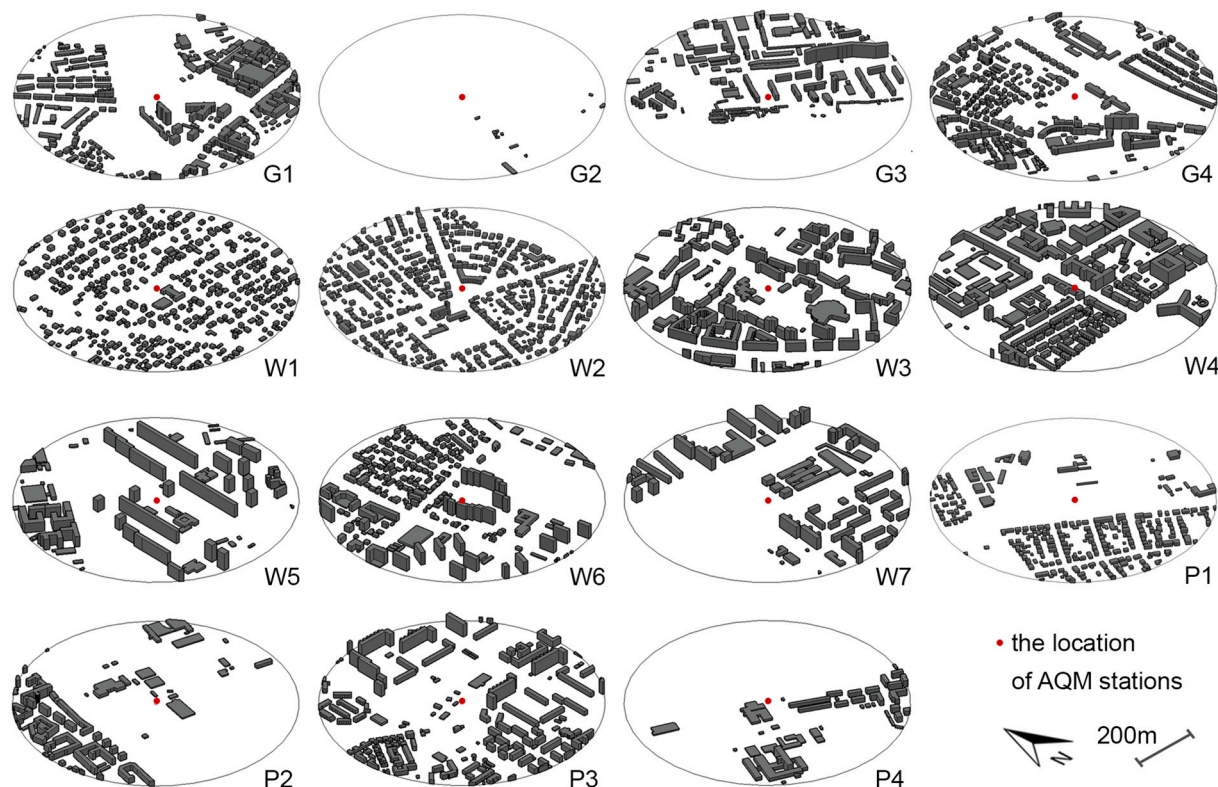 G1 G2 G3 G4
W1 W2 W3 W4
W5 W6 W7 P1
P2 P3 P4
the location
of AQM stations
N
200m